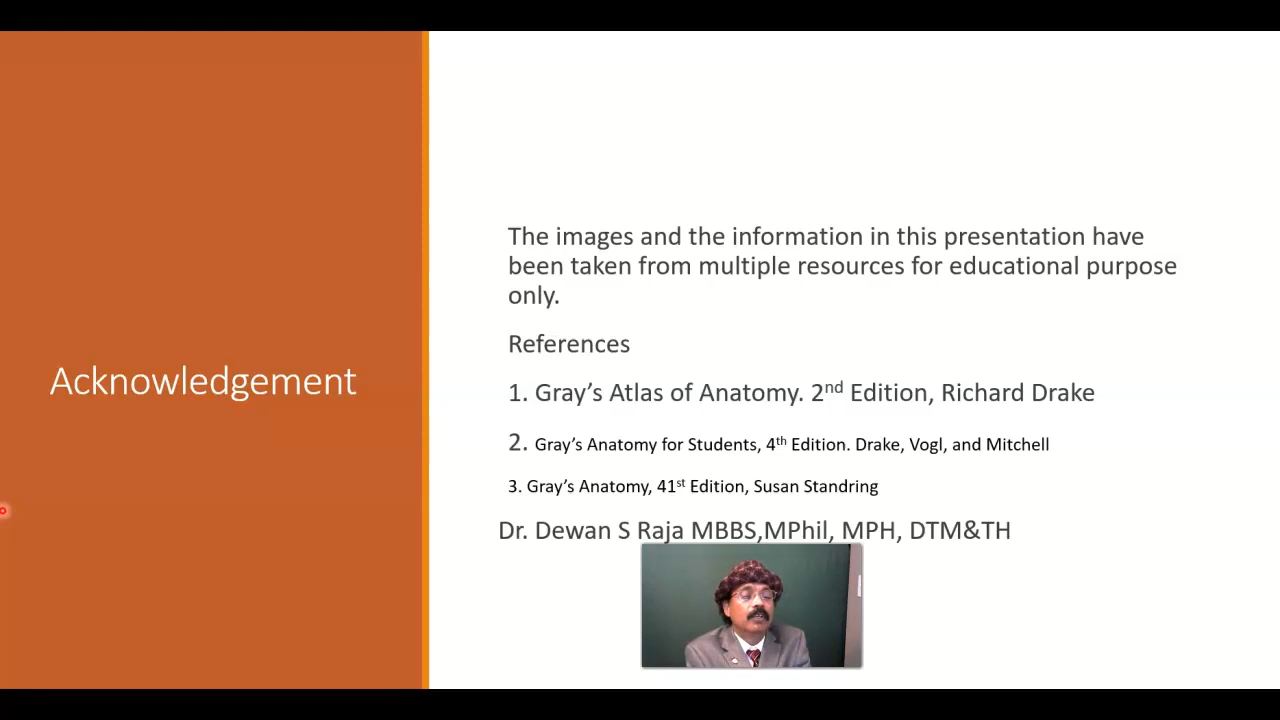 Acknowledgement
The images and the information in this presentation have
been taken from multiple resources for educational purpose
only.
References
1. Gray’s Atlas of Anatomy. 2nd Edition, Richard Drake
2. Gray’s Anatomy for Students, 4th Edition. Drake, Vogl, and Mitchell
3. Gray’s Anatomy, 41st Edition, Susan Standring
Dr. Dewan S Raja MBBS,MPhil, MPH, DTM&TH